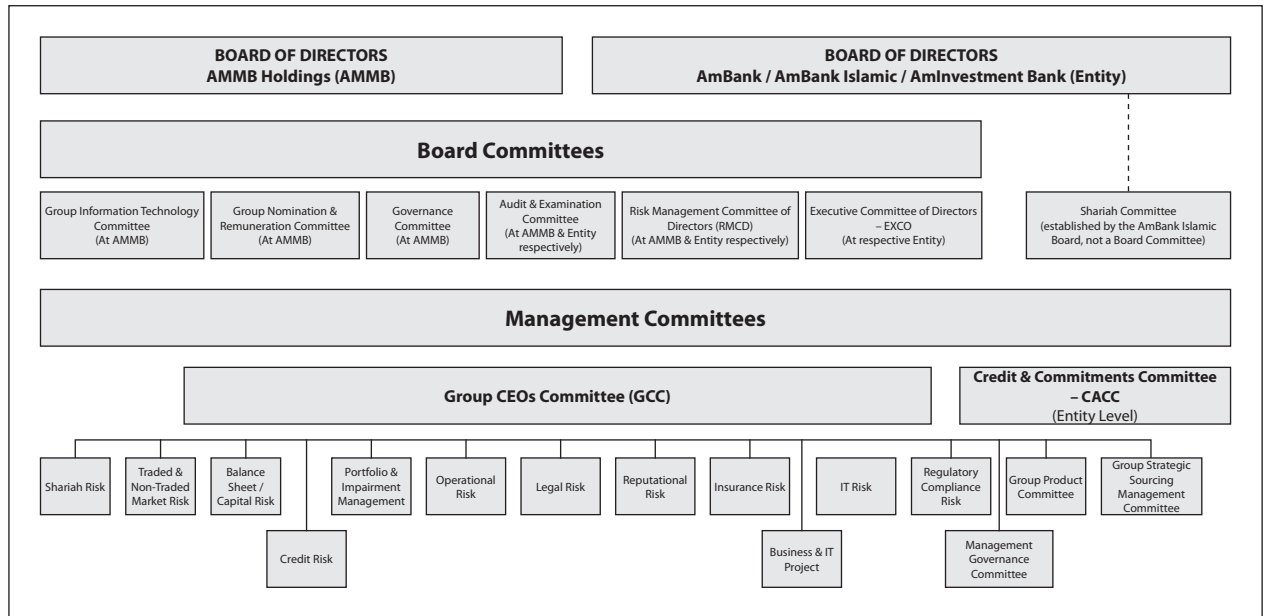 BOARD OF DIRECTORS
AMMB Holdings (AMMB)
BOARD OF DIRECTORS
AmBank / AmBank Islamic / AmInvestment Bank (Entity)
Board Committees
Group Information Technology
Committee
(At AMMB)
Group Nomination &
Remuneration Committee
(At AMMB)
Governance
Committee
(At AMMB)
Audit & Examination
Committee
(At AMMB & Entity
respectively)
Risk Management Committee of
Directors (RMCD)
(At AMMB & Entity respectively)
Executive Committee of Directors
– EXCO
(At respective Entity)
Shariah Committee
(established by the AmBank Islamic
Board, not a Board Committee)
Management Committees
Group CEOs Committee (GCC)
Credit & Commitments Committee
– CACC
(Entity Level)
Shariah Risk
Traded &
Non-Traded
Market Risk
Balance
Sheet /
Capital Risk
Portfolio &
Impairment
Management
Operational
Risk
Legal Risk
Reputational
Risk
Insurance Risk
IT Risk
Regulatory
Compliance
Risk
Group Product
Committee
Group Strategic
Sourcing
Management
Committee
Credit Risk
Business & IT
Project
Management
Governance
Committee